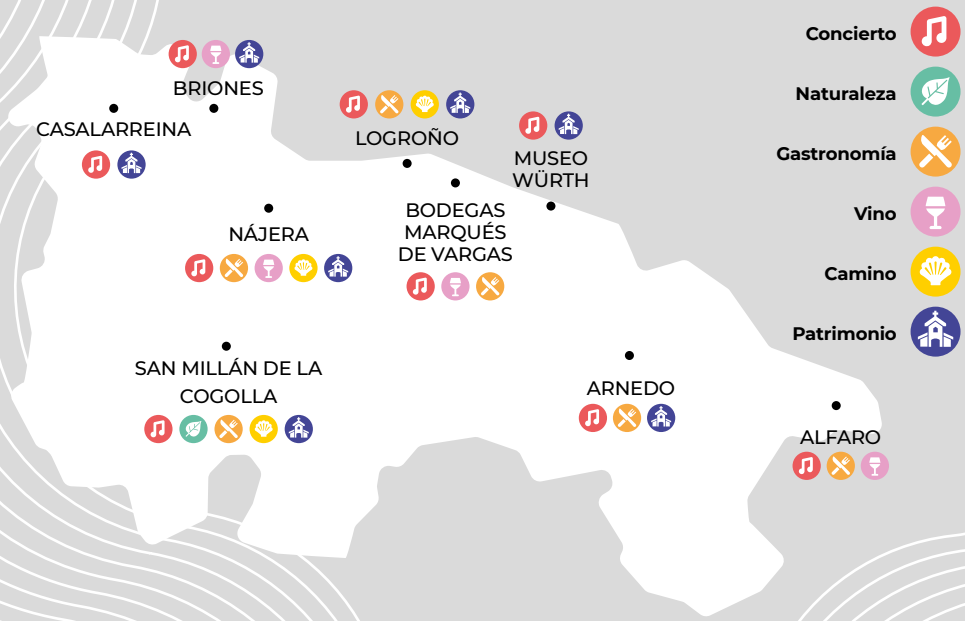 Concierto
Naturaleza
Gastronomía
Vino
Camino
Patrimonio
BRIONES
CASALARREINA
LOGROÑO
MUSEO
WÜRTH
NÁJERA
BODEGAS
MARQUÉS
DE VARGAS
SAN MILLÁN DE LA
COGOLLA
ARNEDO
ALFARO